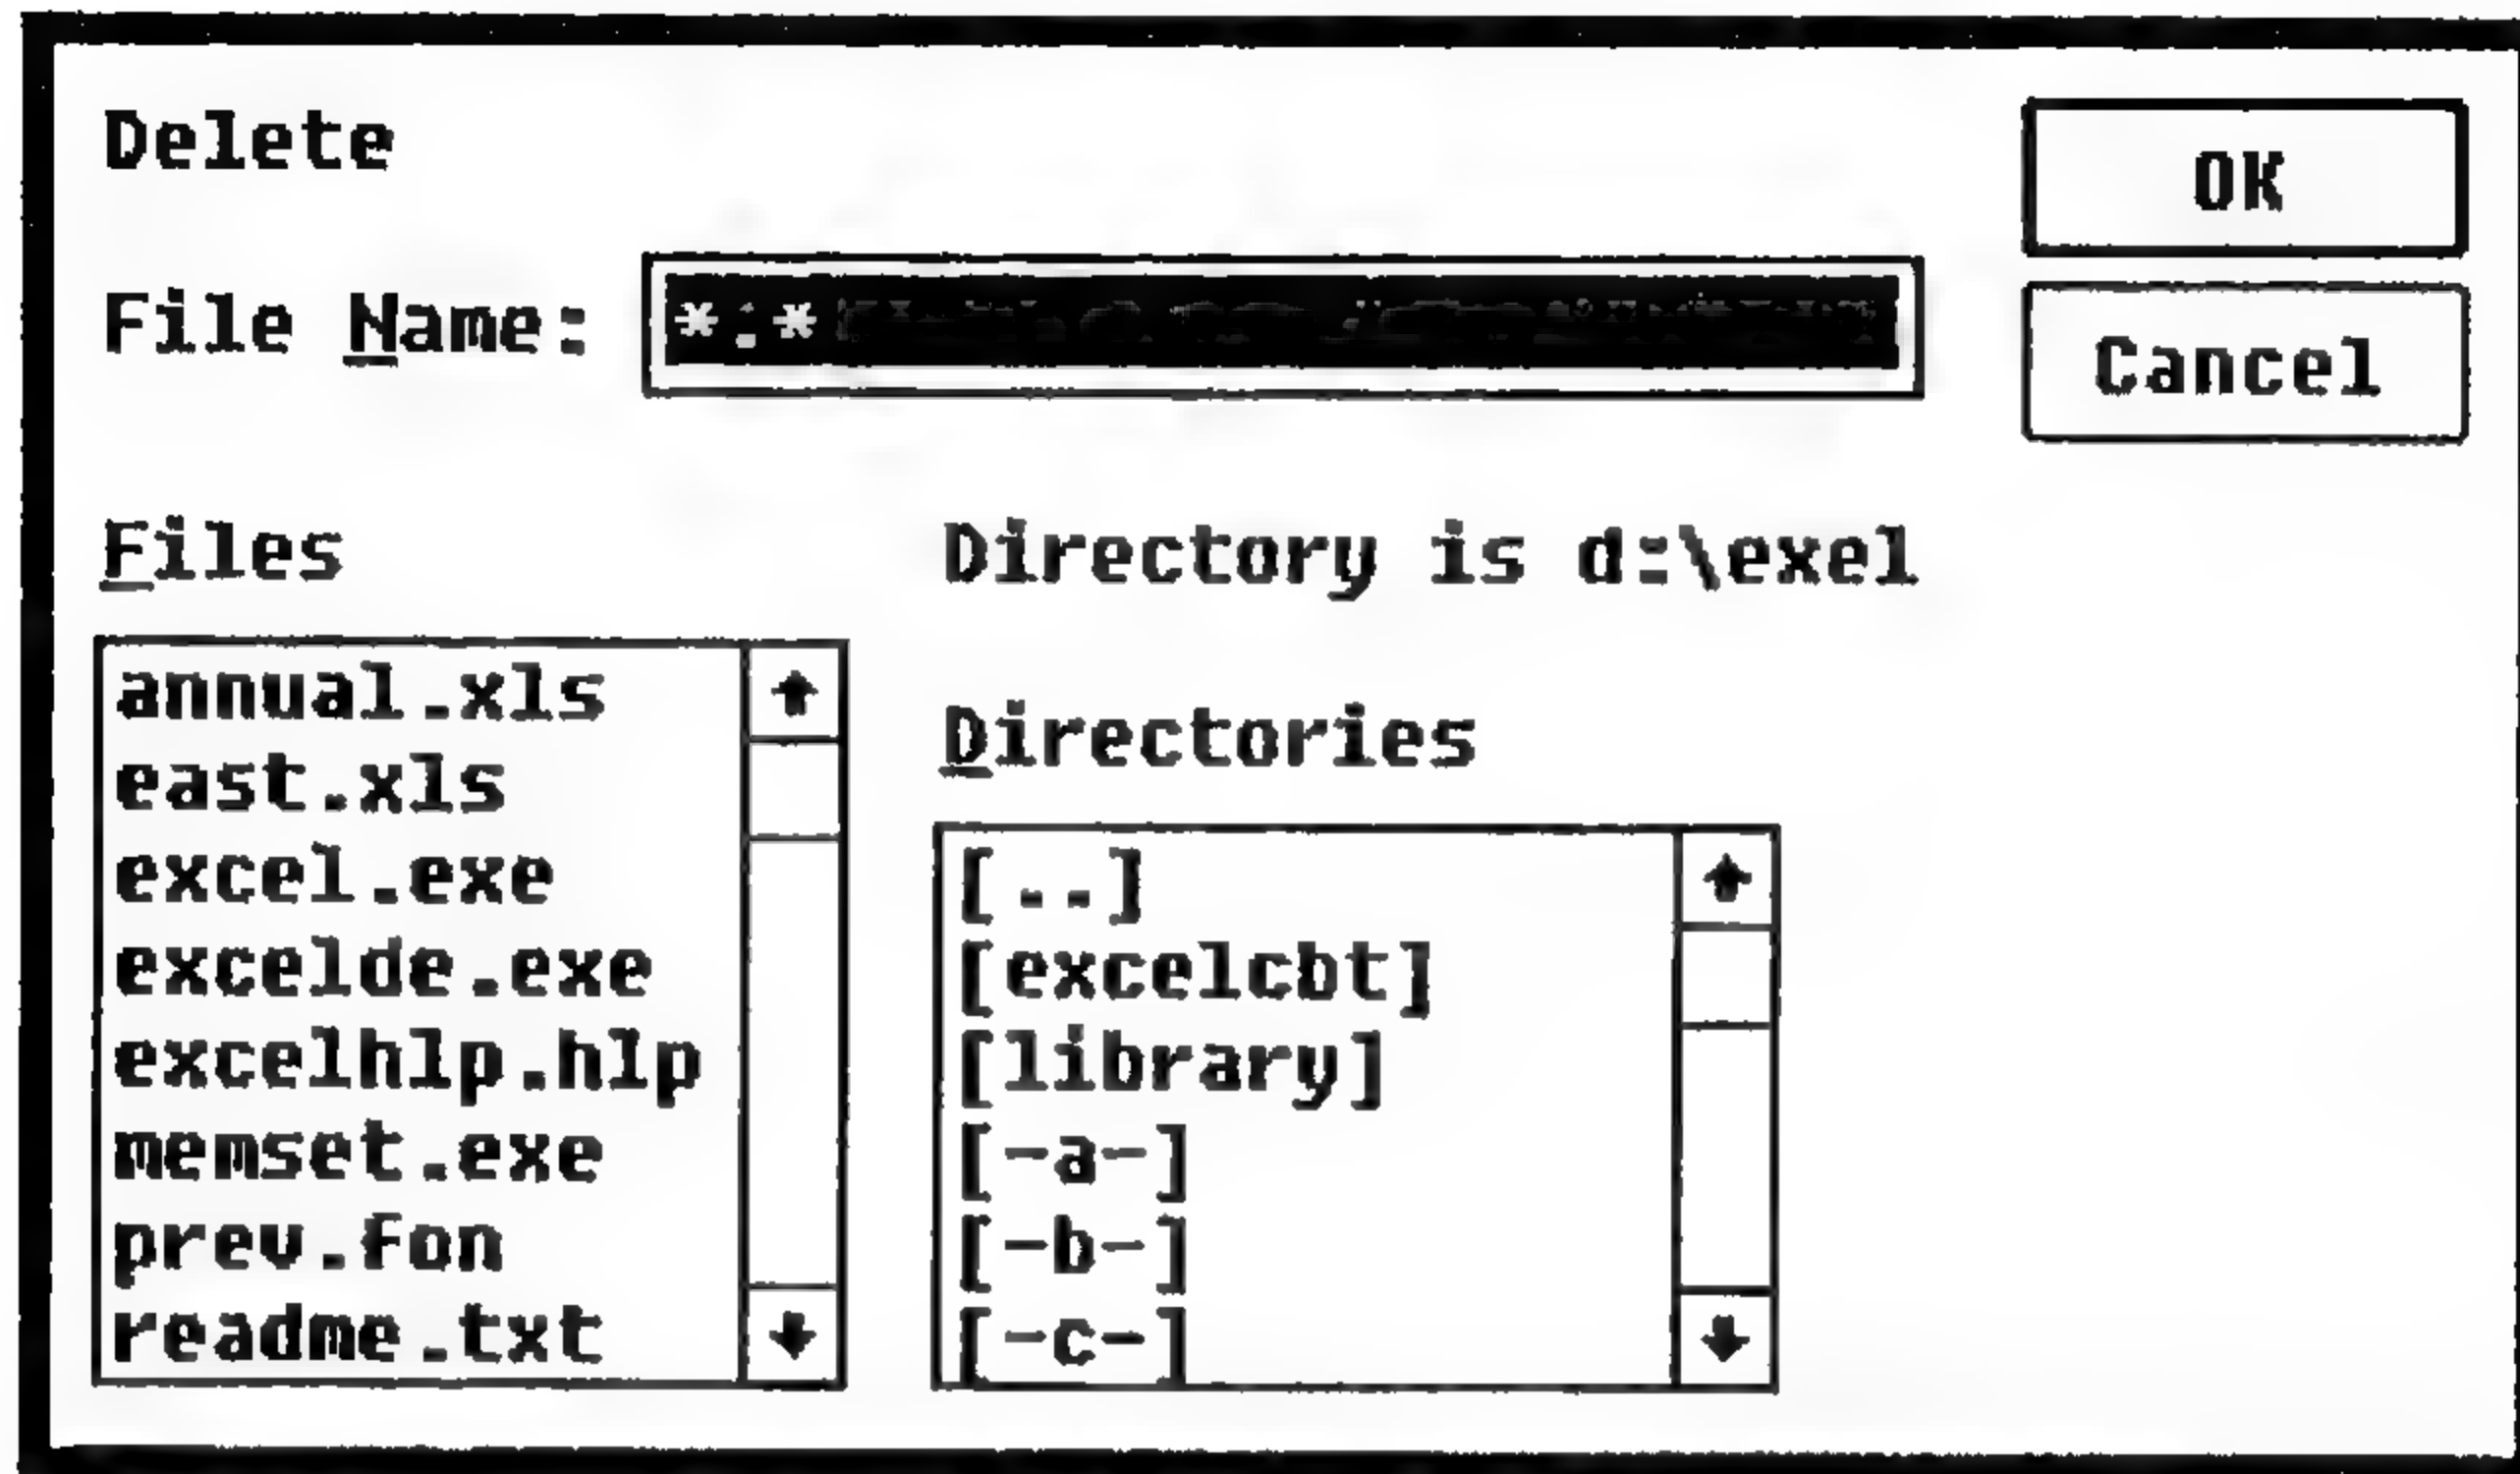 Delete
OK
File Name: *.*
Cancel
Files
Directory is d:\exel
annual.xls
east.xls
excel.exe
excelde.exe
excelhlp.hlp
memset.exe
prev.fon
readme.txt
Directories
[..]
[excelcbt]
[library]
[-a-]
[-b-]
[-c-]